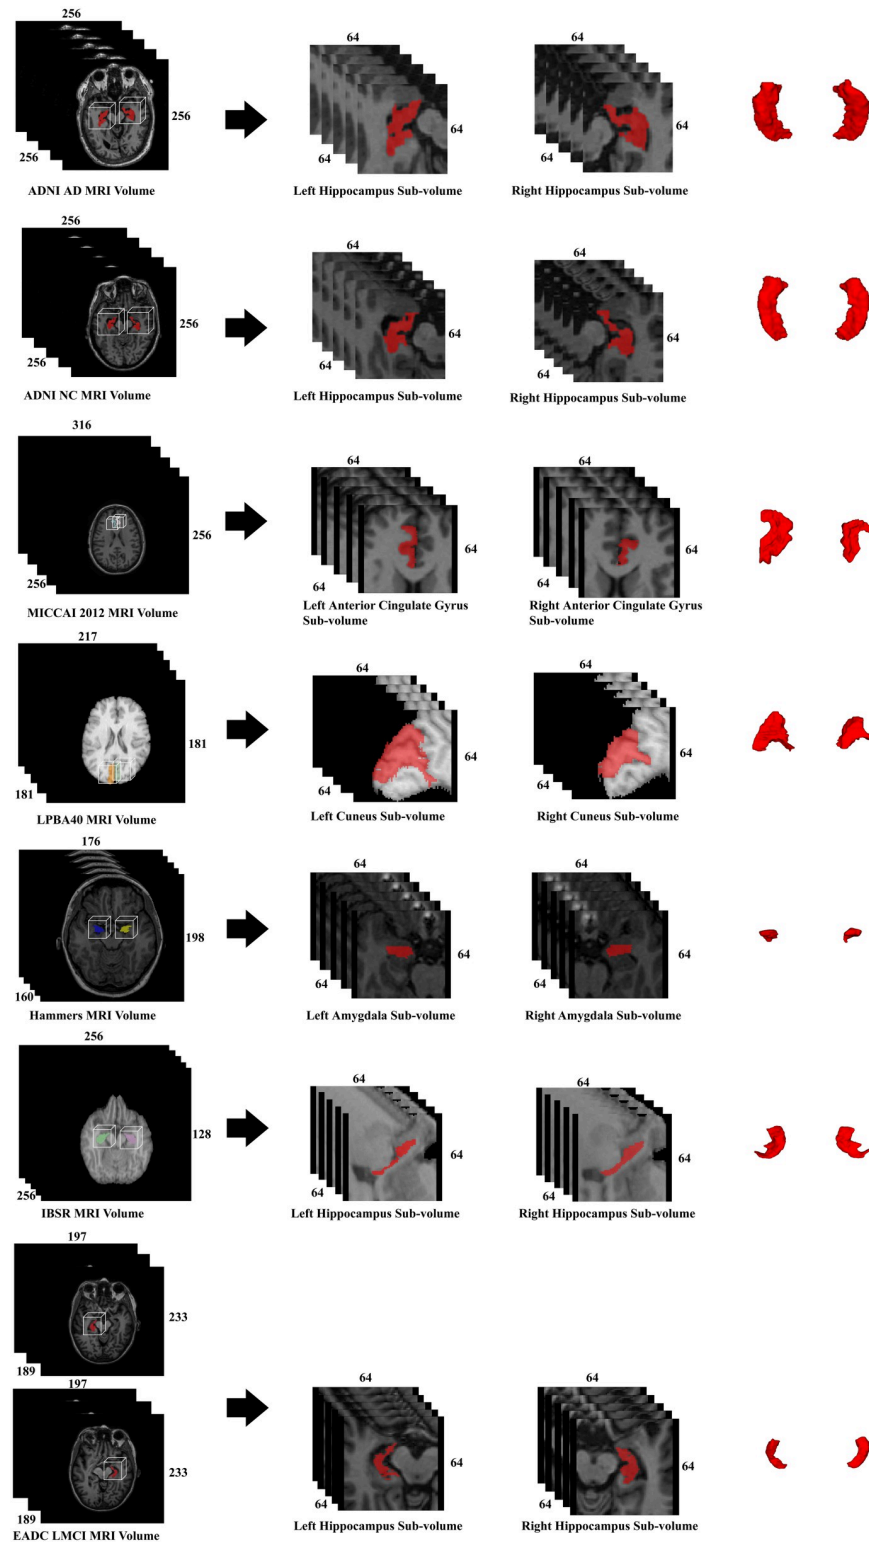 256
64
64
256
64
64
256
64
64
ADNI AD MRI Volume
Left Hippocampus Sub-volume
Right Hippocampus Sub-volume
256
64
64
256
64
64
256
64
64
ADNI NC MRI Volume
Left Hippocampus Sub-volume
Right Hippocampus Sub-volume
316
64
64
256
64
64
256
64
64
MICCAI 2012 MRI Volume
Left Anterior Cingulate Gyrus
Sub-volume
Right Anterior Cingulate Gyrus
Sub-volume
217
64
64
181
64
64
181
64
64
LPBA40 MRI Volume
Left Cuneus Sub-volume
Right Cuneus Sub-volume
176
64
64
198
64
64
160
64
64
Hammers MRI Volume
Left Amygdala Sub-volume
Right Amygdala Sub-volume
256
64
64
128
64
64
256
64
64
IBSR MRI Volume
Left Hippocampus Sub-volume
Right Hippocampus Sub-volume
197
233
189
197
64
64
233
64
64
189
64
64
EADC LMCI MRI Volume
Left Hippocampus Sub-volume
Right Hippocampus Sub-volume